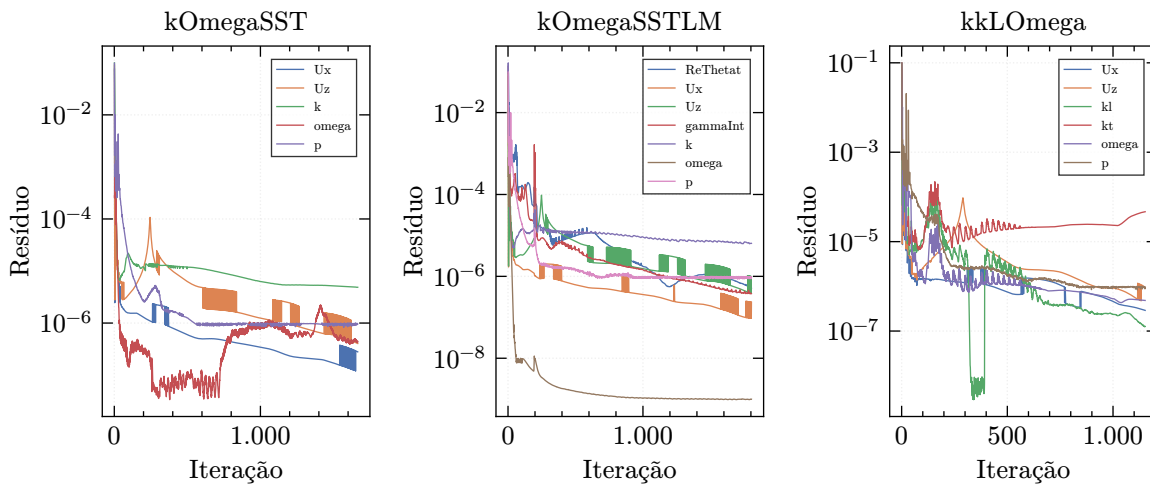 kOmegaSST
kOmegaSSTLM
kkLOmega
Ux
Uz
k
omega
p
10⁻²
10⁻⁴
10⁻⁶
Resíduo
0
1.000
Iteração
ReThetat
Ux
Uz
gammaInt
k
omega
p
10⁻²
10⁻⁴
10⁻⁶
10⁻⁸
Resíduo
0
1.000
Iteração
Ux
Uz
kl
kt
omega
p
10⁻¹
10⁻³
10⁻⁵
10⁻⁷
Resíduo
0
500
1.000
Iteração